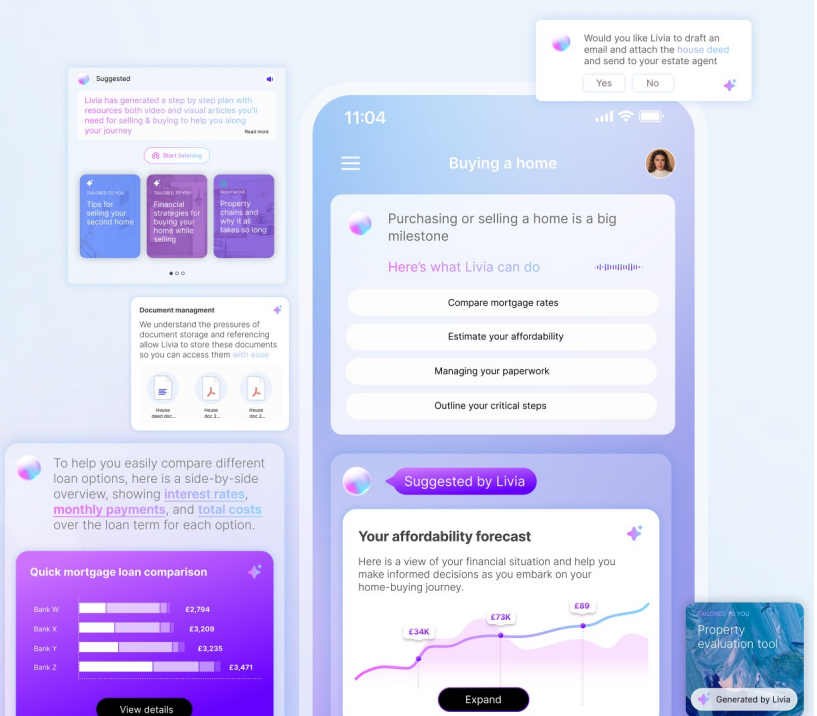 Would you like Livia to draft an
email and attach the house deed
and send to your estate agent
Yes
No
Suggested
Livia has generated a step by step plan with
resources both video and visual articles you'll
need for selling & buying to help you along
your journey
Read more
Start listening
TAILORED TO YOU
Tips for
selling your
second home
TAILORED TO YOU
Financial
strategies for
buying your
home while
selling
RIGHTMOVE
Property
chains and
why it all
takes so long
Document managment
We understand the pressures of
document storage and referencing
allow Livia to store these documents
so you can access them with ease
House
deed doc...
House
doc 2...
House
doc 2...
To help you easily compare different
loan options, here is a side-by-side
overview, showing interest rates,
monthly payments, and total costs
over the loan term for each option.
Quick mortgage loan comparison
Bank W £2,794
Bank X £3,209
Bank Y £3,235
Bank Z £3,471
View details
11:04
Buying a home
Purchasing or selling a home is a big
milestone
Here's what Livia can do
Compare mortgage rates
Estimate your affordability
Managing your paperwork
Outline your critical steps
Suggested by Livia
Your affordability forecast
Here is a view of your financial situation and help you
make informed decisions as you embark on your
home-buying journey.
£34K
£73K
£89
Expand
TAILORED TO YOU
Property
evaluation tool
Generated by Livia